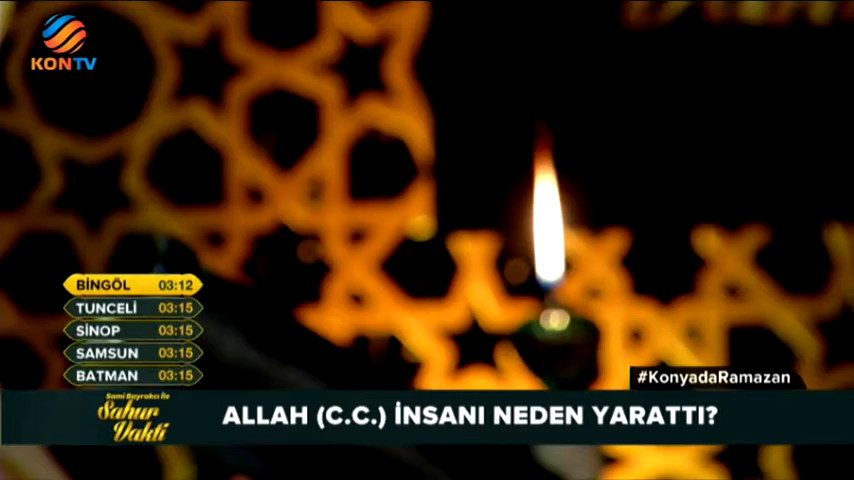 KONTV
BİNGÖL 03:12
TUNCELİ 03:15
SİNOP 03:15
SAMSUN 03:15
BATMAN 03:15
#KonyadaRamazan
Sami Bayrakcı İle
Sahur
Vakti
ALLAH (C.C.) İNSANI NEDEN YARATTI?